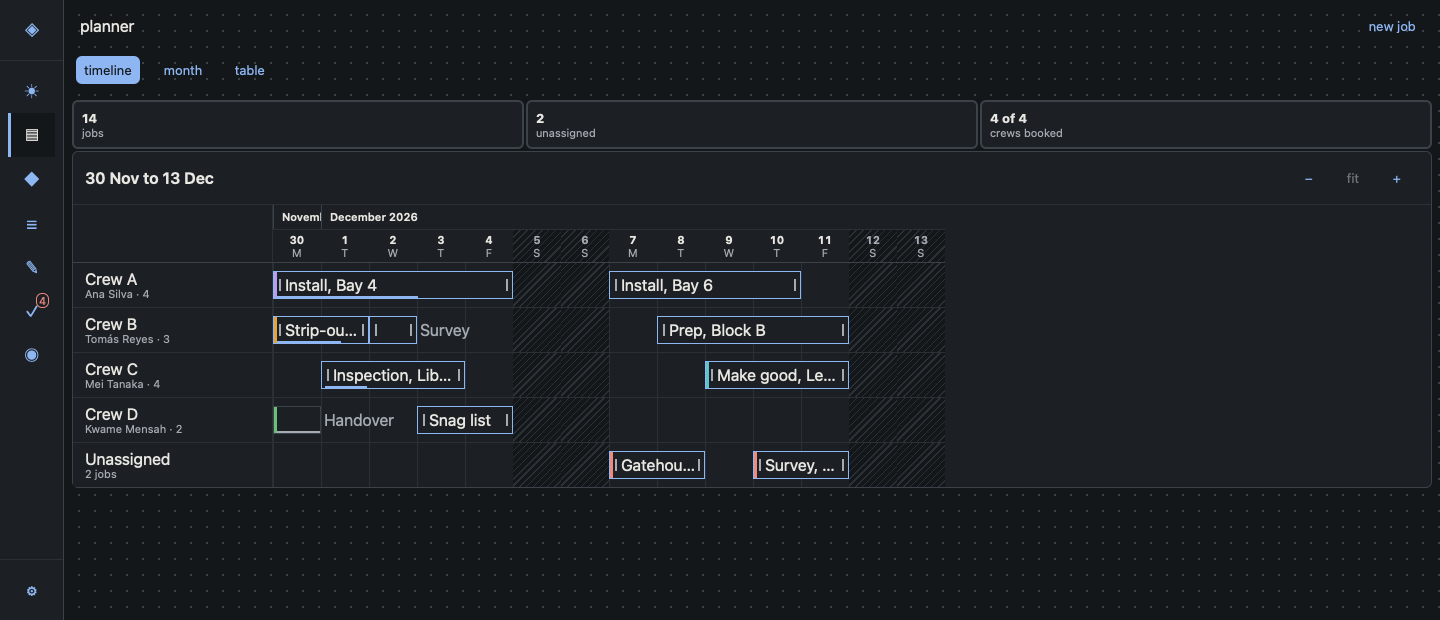 planner
new job
timeline month table
14
jobs
2
unassigned
4 of 4
crews booked
30 Nov to 13 Dec
− fit +
Novem December 2026
30 1 2 3 4 5 6 7 8 9 10 11 12 13
M T W T F S S M T W T F S S
Crew A
Ana Silva · 4
Install, Bay 4
Install, Bay 6
Crew B
Tomás Reyes · 3
Strip-ou...
Survey
Prep, Block B
Crew C
Mei Tanaka · 4
Inspection, Lib...
Make good, Le...
Crew D
Kwame Mensah · 2
Handover
Snag list
Unassigned
2 jobs
Gatehou...
Survey, ...
4